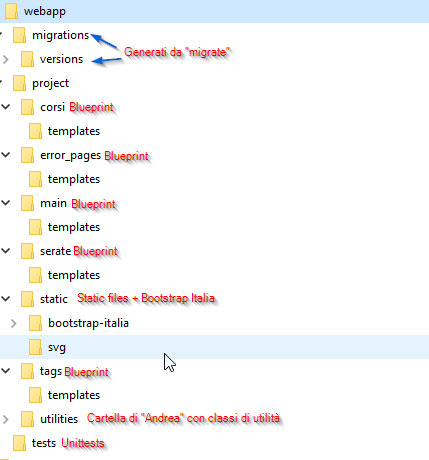 webapp
migrations
Generati da "migrate"
versions
project
corsi Blueprint
templates
error_pages Blueprint
templates
main Blueprint
templates
serate Blueprint
templates
static Static files + Bootstrap Italia
bootstrap-italia
svg
tags Blueprint
templates
utilities Cartella di "Andrea" con classi di utilità
tests Unittests